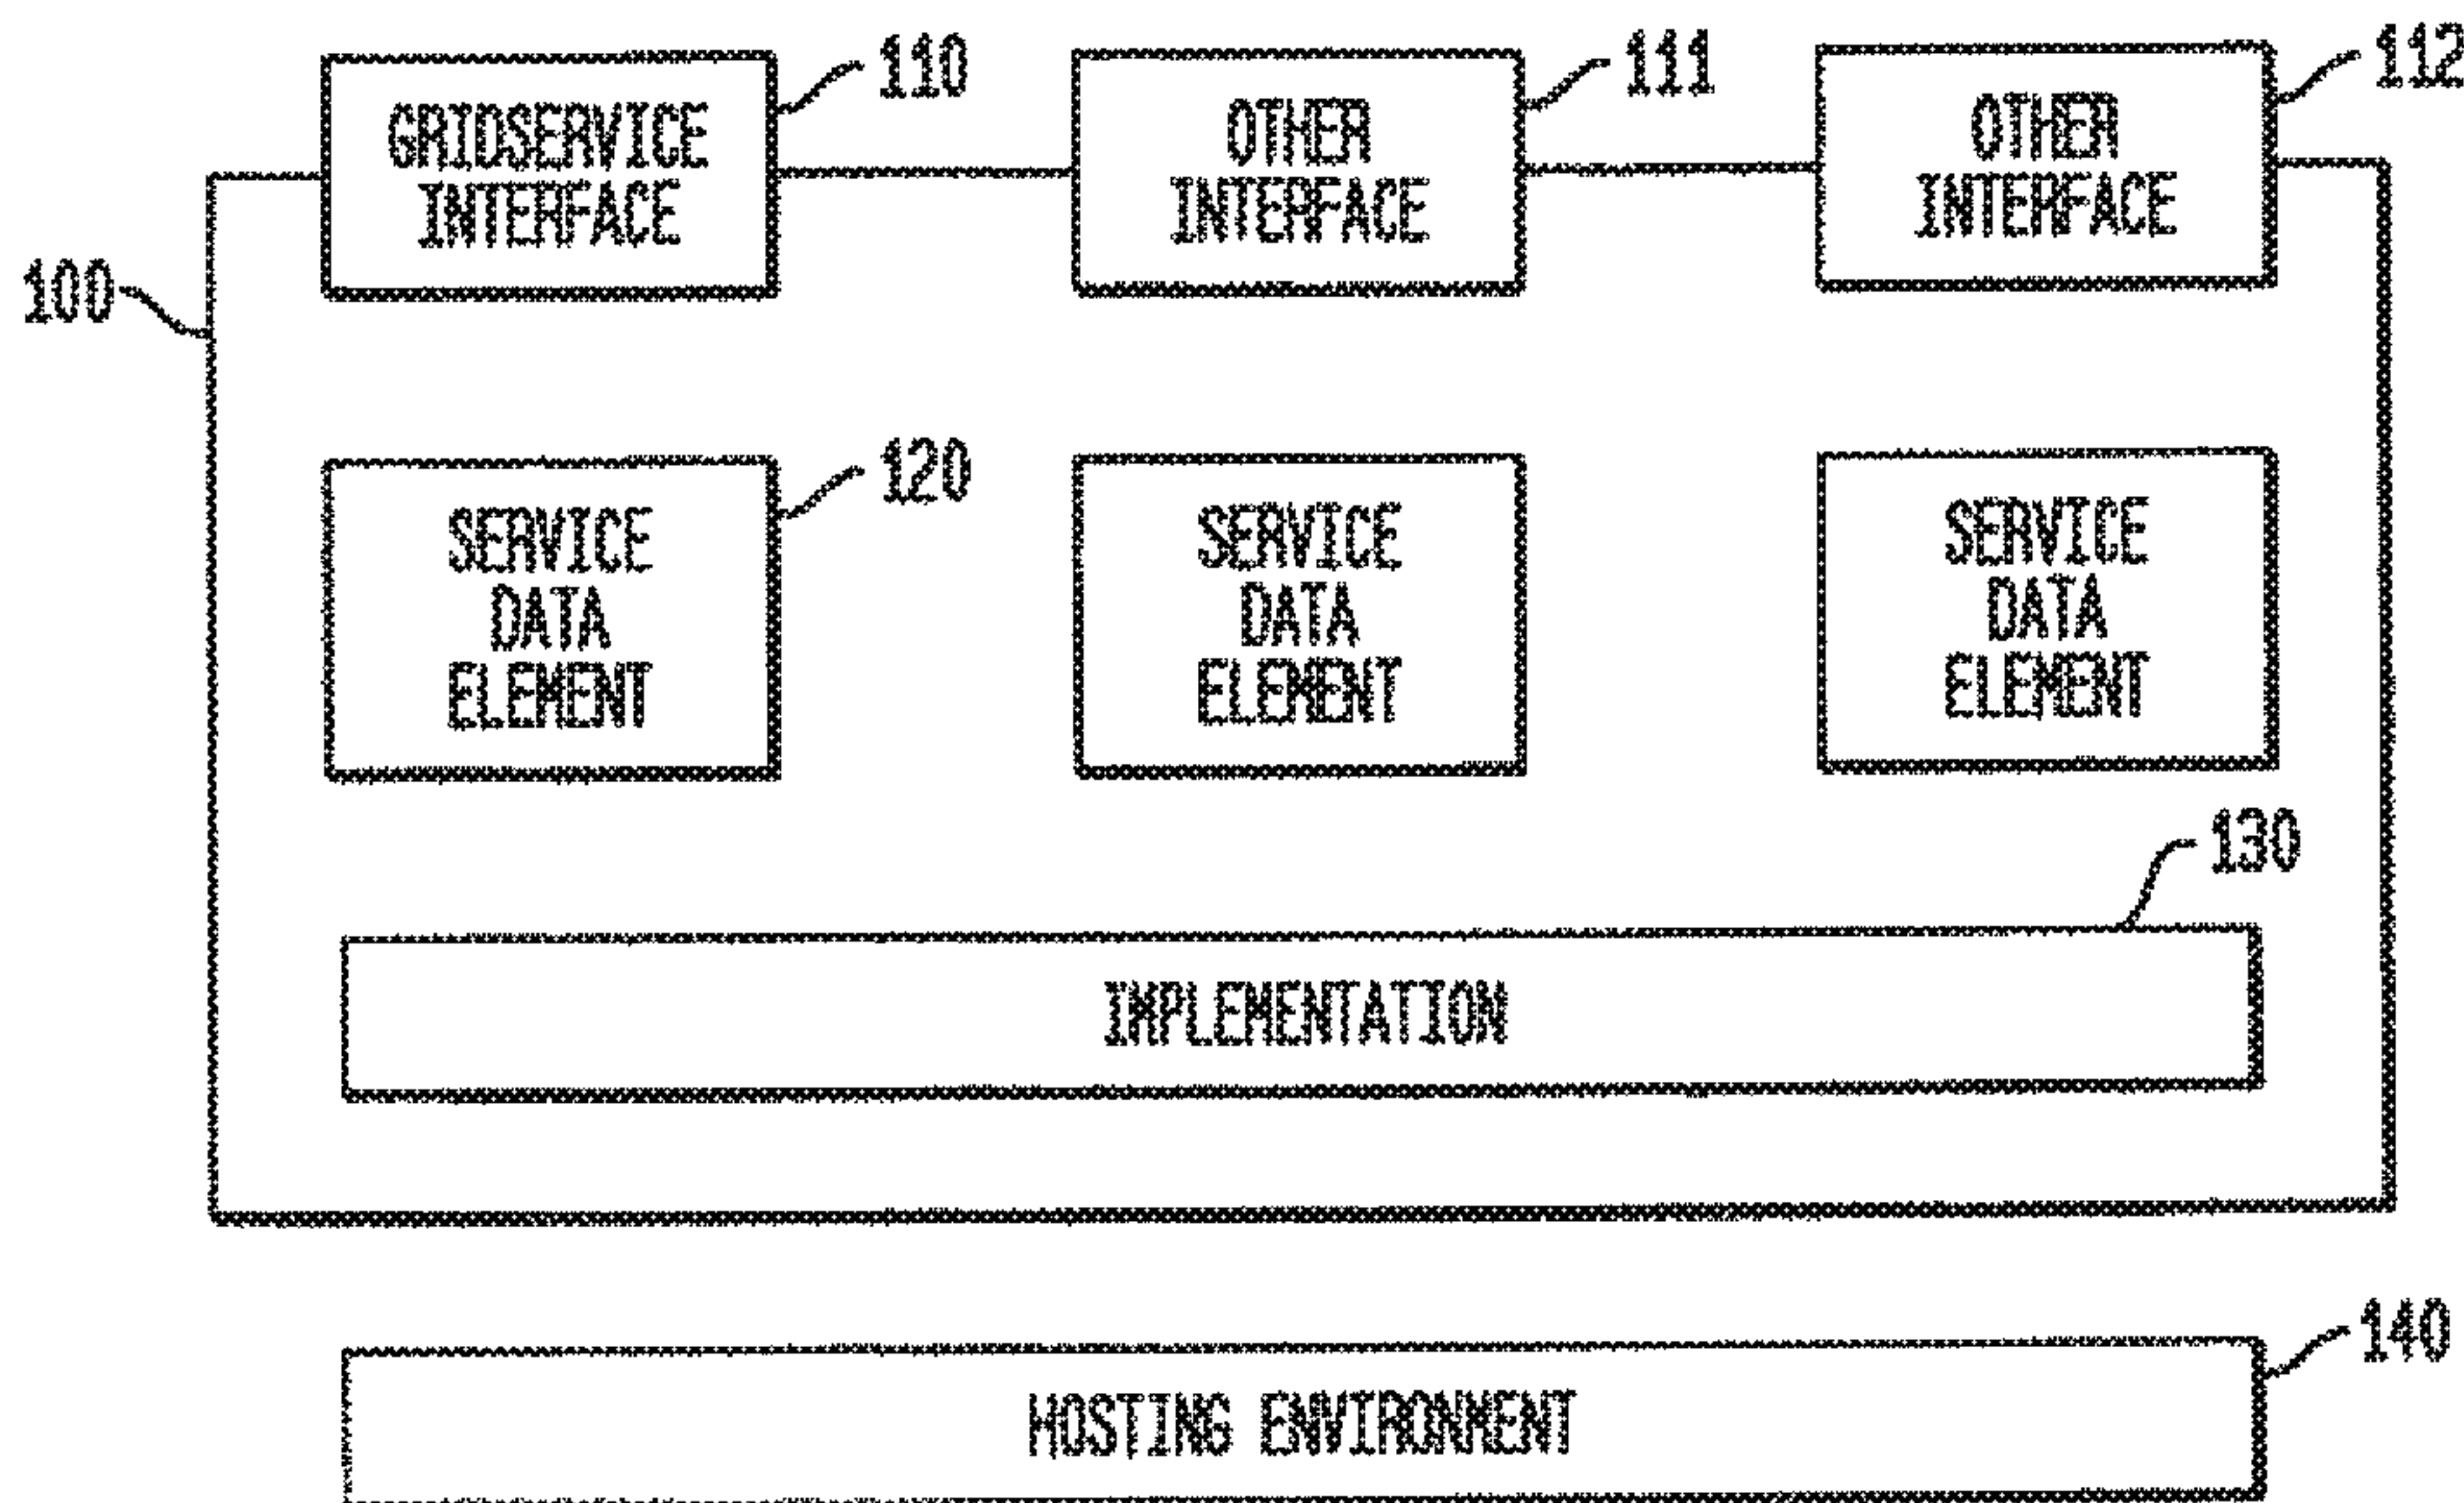 110
111
112
GRIDSERVICE
INTERFACE
OTHER
INTERFACE
OTHER
INTERFACE
100
120
SERVICE
DATA
ELEMENT
SERVICE
DATA
ELEMENT
SERVICE
DATA
ELEMENT
130
IMPLEMENTATION
140
HOSTING ENVIRONMENT